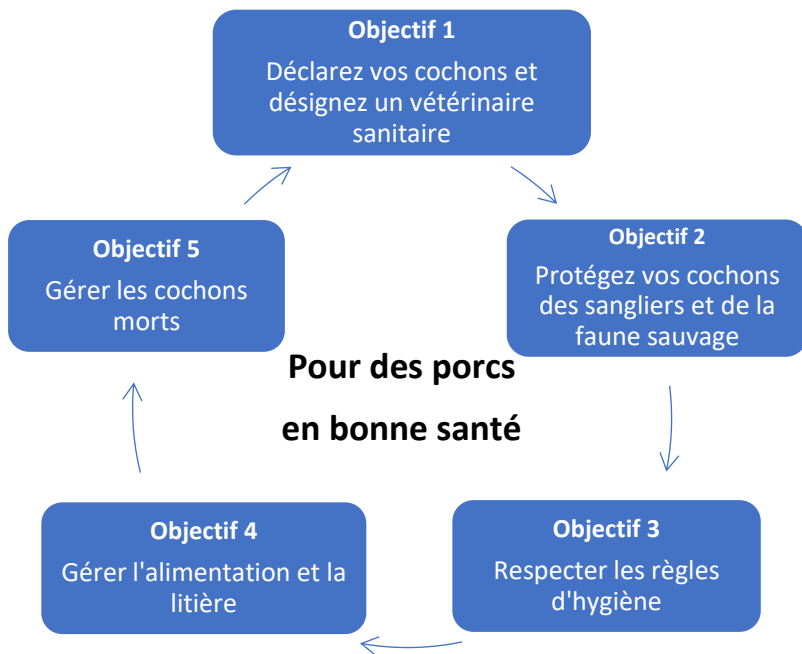 Objectif 1
Déclarez vos cochons et
désignez un vétérinaire
sanitaire
Objectif 2
Protégez vos cochons
des sangliers et de la
faune sauvage
Objectif 3
Respecter les règles
d'hygiène
Objectif 4
Gérer l'alimentation et la
litière
Objectif 5
Gérer les cochons
morts
Pour des porcs
en bonne santé